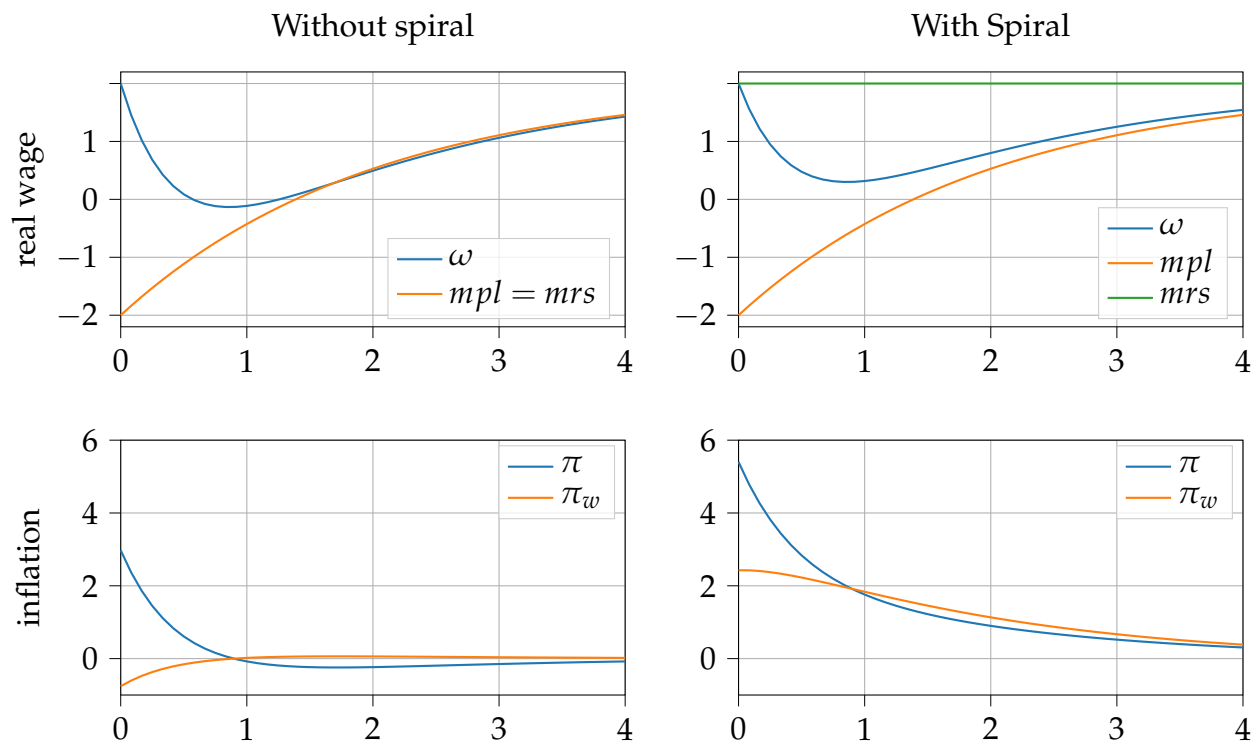 Without spiral
With Spiral
real wage
1
0
−1
−2
ω
mpl = mrs
0 1 2 3 4
1
0
−1
−2
ω
mpl
mrs
0 1 2 3 4
inflation
6
4
2
0
π
π_w
0 1 2 3 4
6
4
2
0
π
π_w
0 1 2 3 4